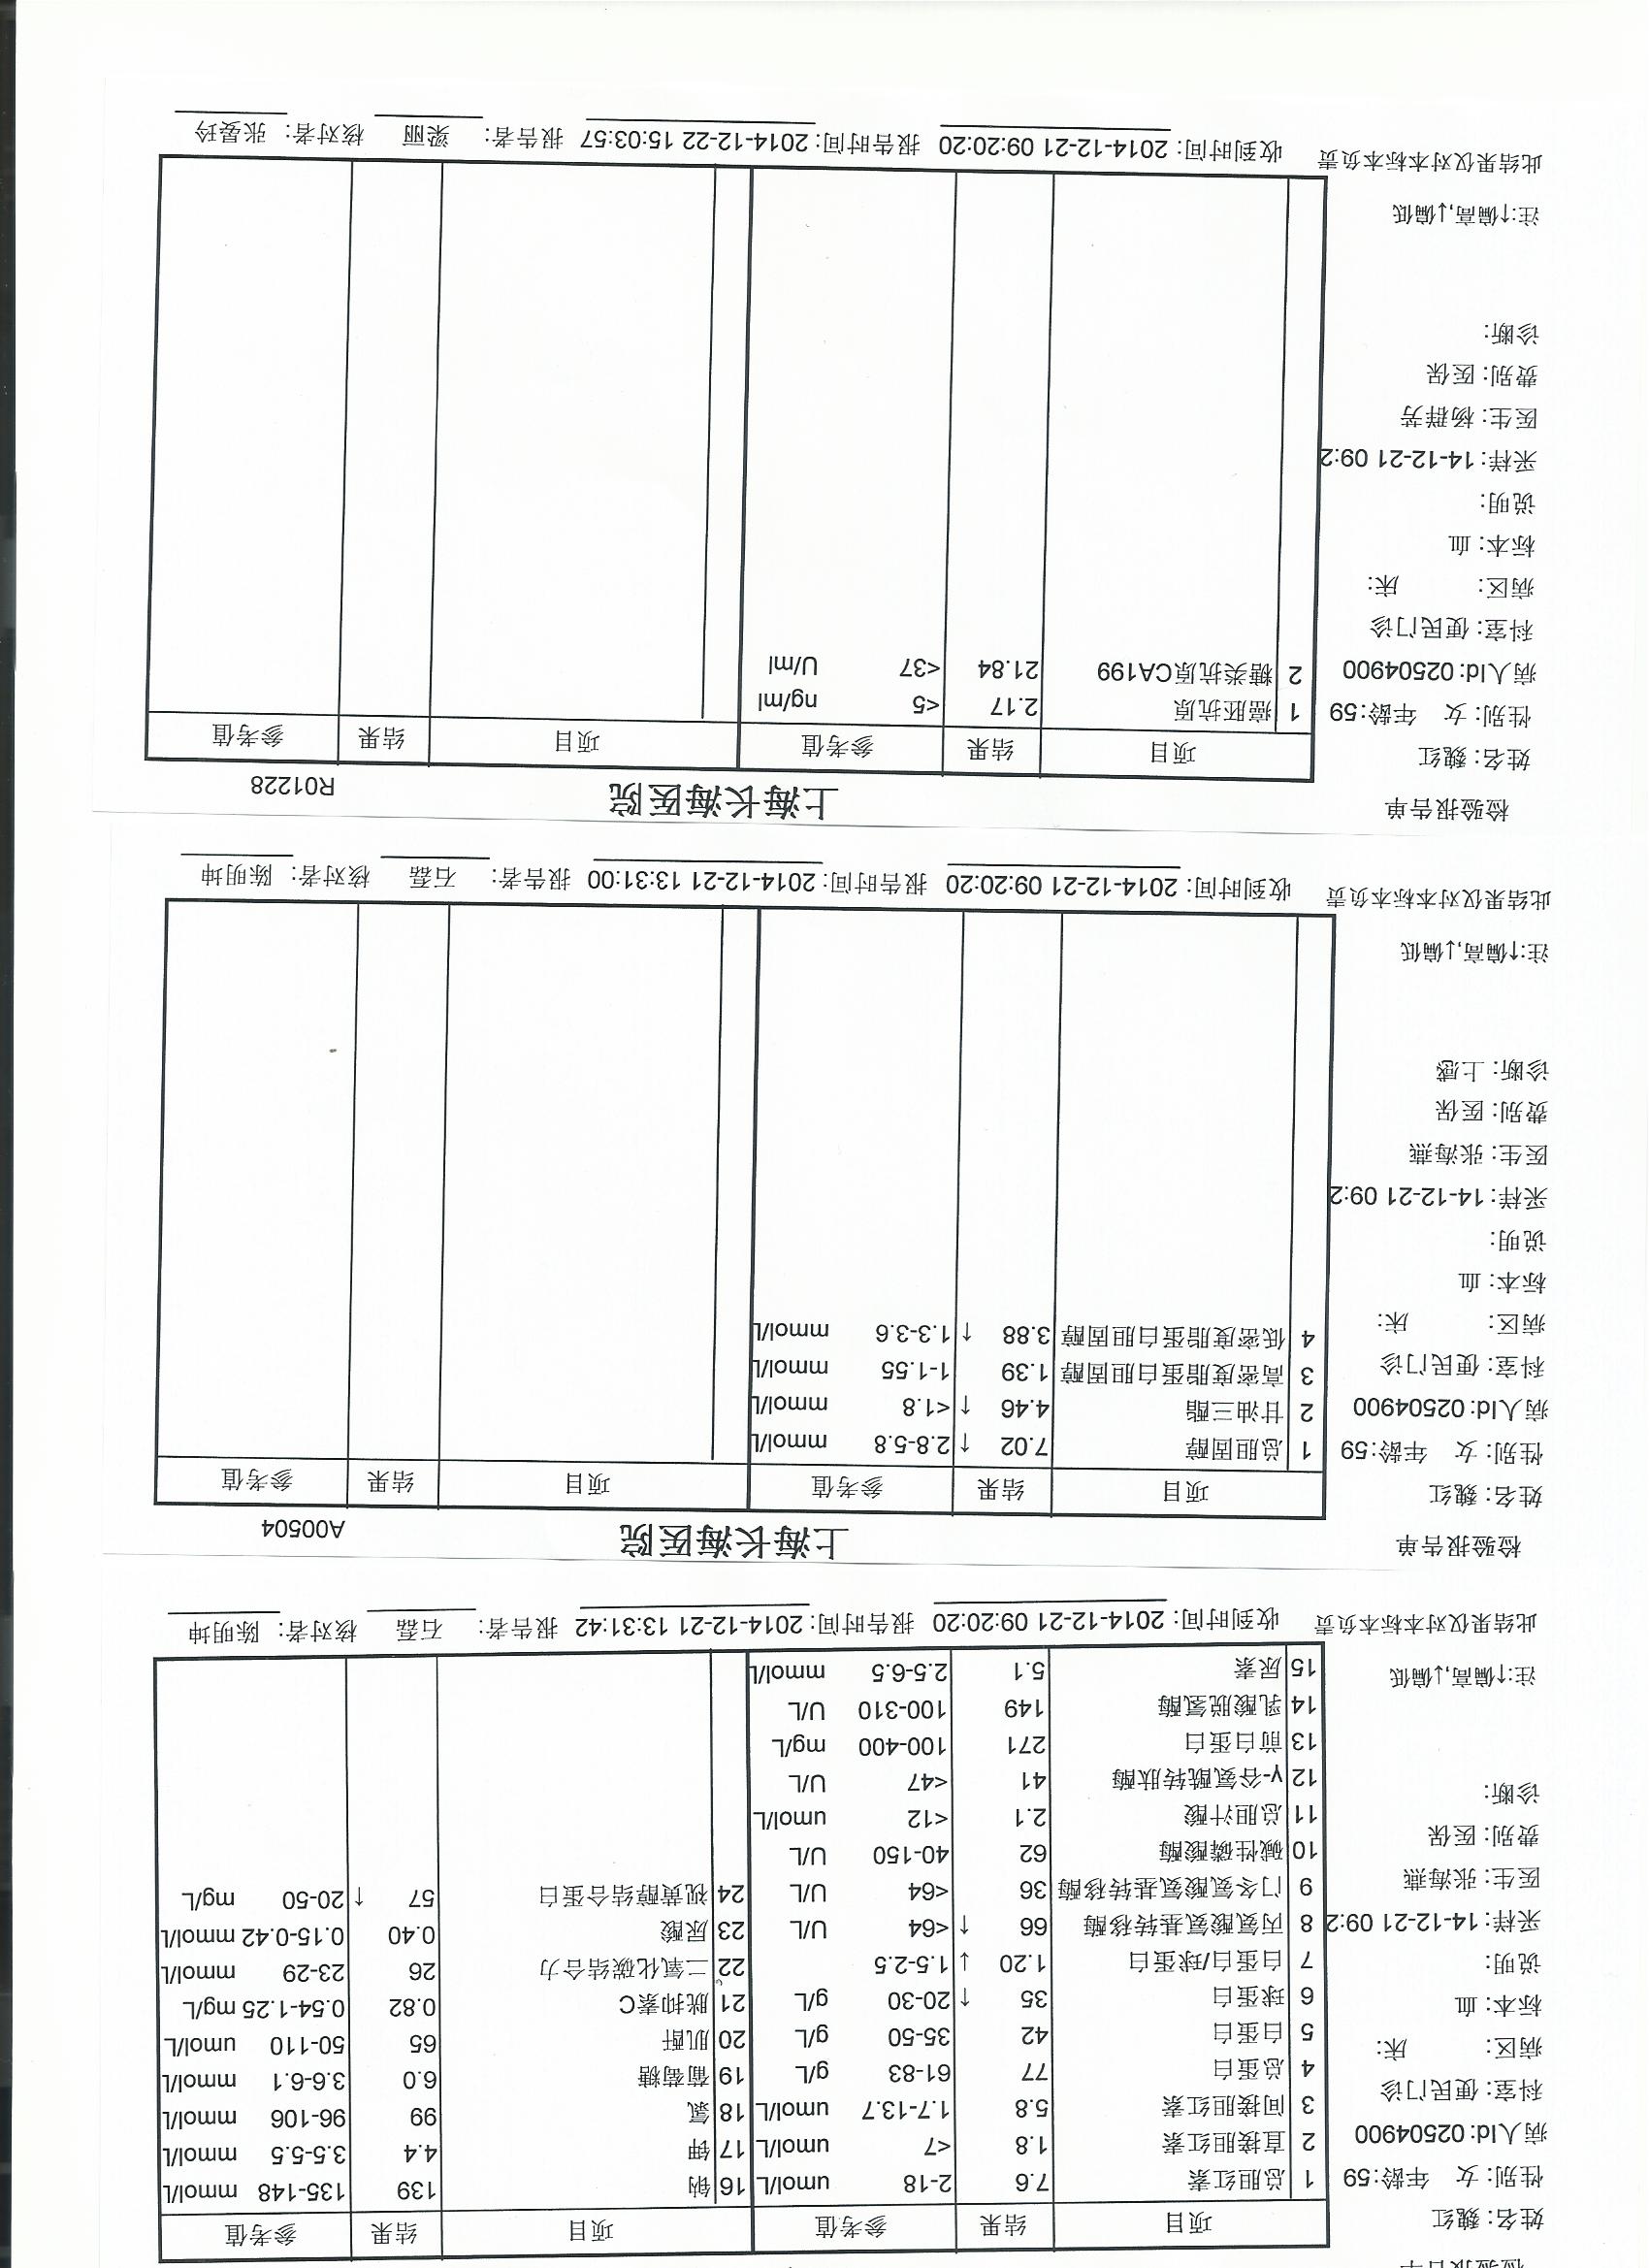 姓名: 魏红
性别: 女 年龄:59
病人Id:02504900
科室: 便民门诊
病区: 床:
标本: 血
说明:
采样:14-12-21 09:2
医生: 张海燕
费别: 医保
诊断:
注:↑偏高,↓偏低
此结果仅对本标本负责
项目 结果 参考值 项目 结果 参考值
1 总胆红素 7.6 2-18 umol/L 16 钠 139 135-148 mmol/L
2 直接胆红素 1.8 <7 umol/L 17 钾 4.4 3.5-5.5 mmol/L
3 间接胆红素 5.8 1.7-13.7 umol/L 18 氯 99 96-106 mmol/L
4 总蛋白 77 61-83 g/L 19 葡萄糖 6.0 3.6-6.1 mmol/L
5 白蛋白 42 35-50 g/L 20 肌酐 65 50-110 umol/L
6 球蛋白 35 ↑ 20-30 g/L 21 胱抑素C 0.82 0.54-1.25 mg/L
7 白蛋白/球蛋白 1.20 ↓ 1.5-2.5 22 二氧化碳结合力 26 23-29 mmol/L
8 丙氨酸氨基转移酶 66 ↑ <64 U/L 23 尿酸 0.40 0.15-0.42 mmol/L
9 门冬氨酸氨基转移酶 36 <64 U/L 24 视黄醇结合蛋白 57 ↑ 20-50 mg/L
10 碱性磷酸酶 62 40-150 U/L
11 总胆汁酸 2.1 <12 umol/L
12 γ-谷氨酰转肽酶 41 <47 U/L
13 前白蛋白 271 100-400 mg/L
14 乳酸脱氢酶 149 100-310 U/L
15 尿素 5.1 2.5-6.5 mmol/L
收到时间: 2014-12-21 09:20:20 报告时间: 2014-12-21 13:31:42 报告者: 石磊 核对者: 陈明坤
检验报告单 上海长海医院 A00504
姓名: 魏红
性别: 女 年龄:59
病人Id:02504900
科室: 便民门诊
病区: 床:
标本: 血
说明:
采样:14-12-21 09:2
医生: 张海燕
费别: 医保
诊断: 上感
注:↑偏高,↓偏低
此结果仅对本标本负责
项目 结果 参考值 项目 结果 参考值
1 总胆固醇 7.02 ↑ 2.8-5.8 mmol/L
2 甘油三酯 4.46 ↑ <1.8 mmol/L
3 高密度脂蛋白胆固醇 1.39 1-1.55 mmol/L
4 低密度脂蛋白胆固醇 3.88 ↑ 1.3-3.6 mmol/L
收到时间: 2014-12-21 09:20:20 报告时间: 2014-12-21 13:31:00 报告者: 石磊 核对者: 陈明坤
检验报告单 上海长海医院 R01228
姓名: 魏红
性别: 女 年龄:59
病人Id:02504900
科室: 便民门诊
病区: 床:
标本: 血
说明:
采样:14-12-21 09:2
医生: 杨群芳
费别: 医保
诊断:
注:↑偏高,↓偏低
此结果仅对本标本负责
项目 结果 参考值 项目 结果 参考值
1 癌胚抗原 2.17 <5 ng/ml
2 糖类抗原CA199 21.84 <37 U/ml
收到时间: 2014-12-21 09:20:20 报告时间: 2014-12-22 15:03:57 报告者: 梁丽 核对者: 张晏玲